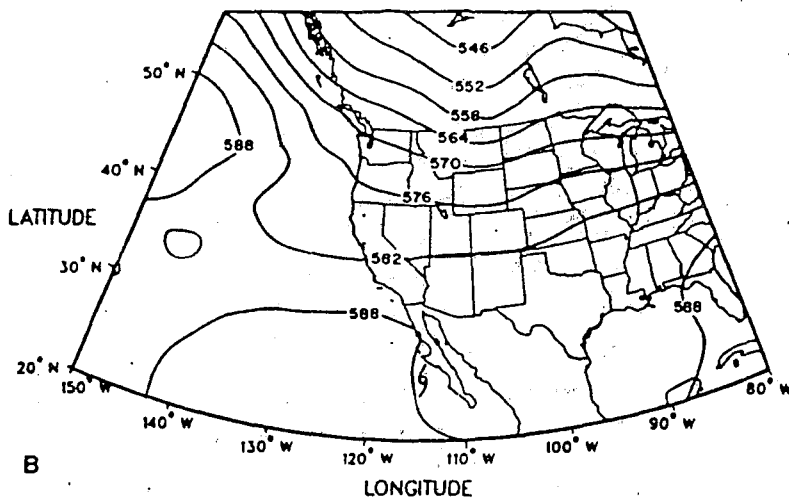 546
552
558
564
570
576
582
588
588
588
50° N
40° N
LATITUDE
30° N
20° N
150° W
140° W
130° W
120° W
110° W
100° W
90° W
80° W
B
LONGITUDE